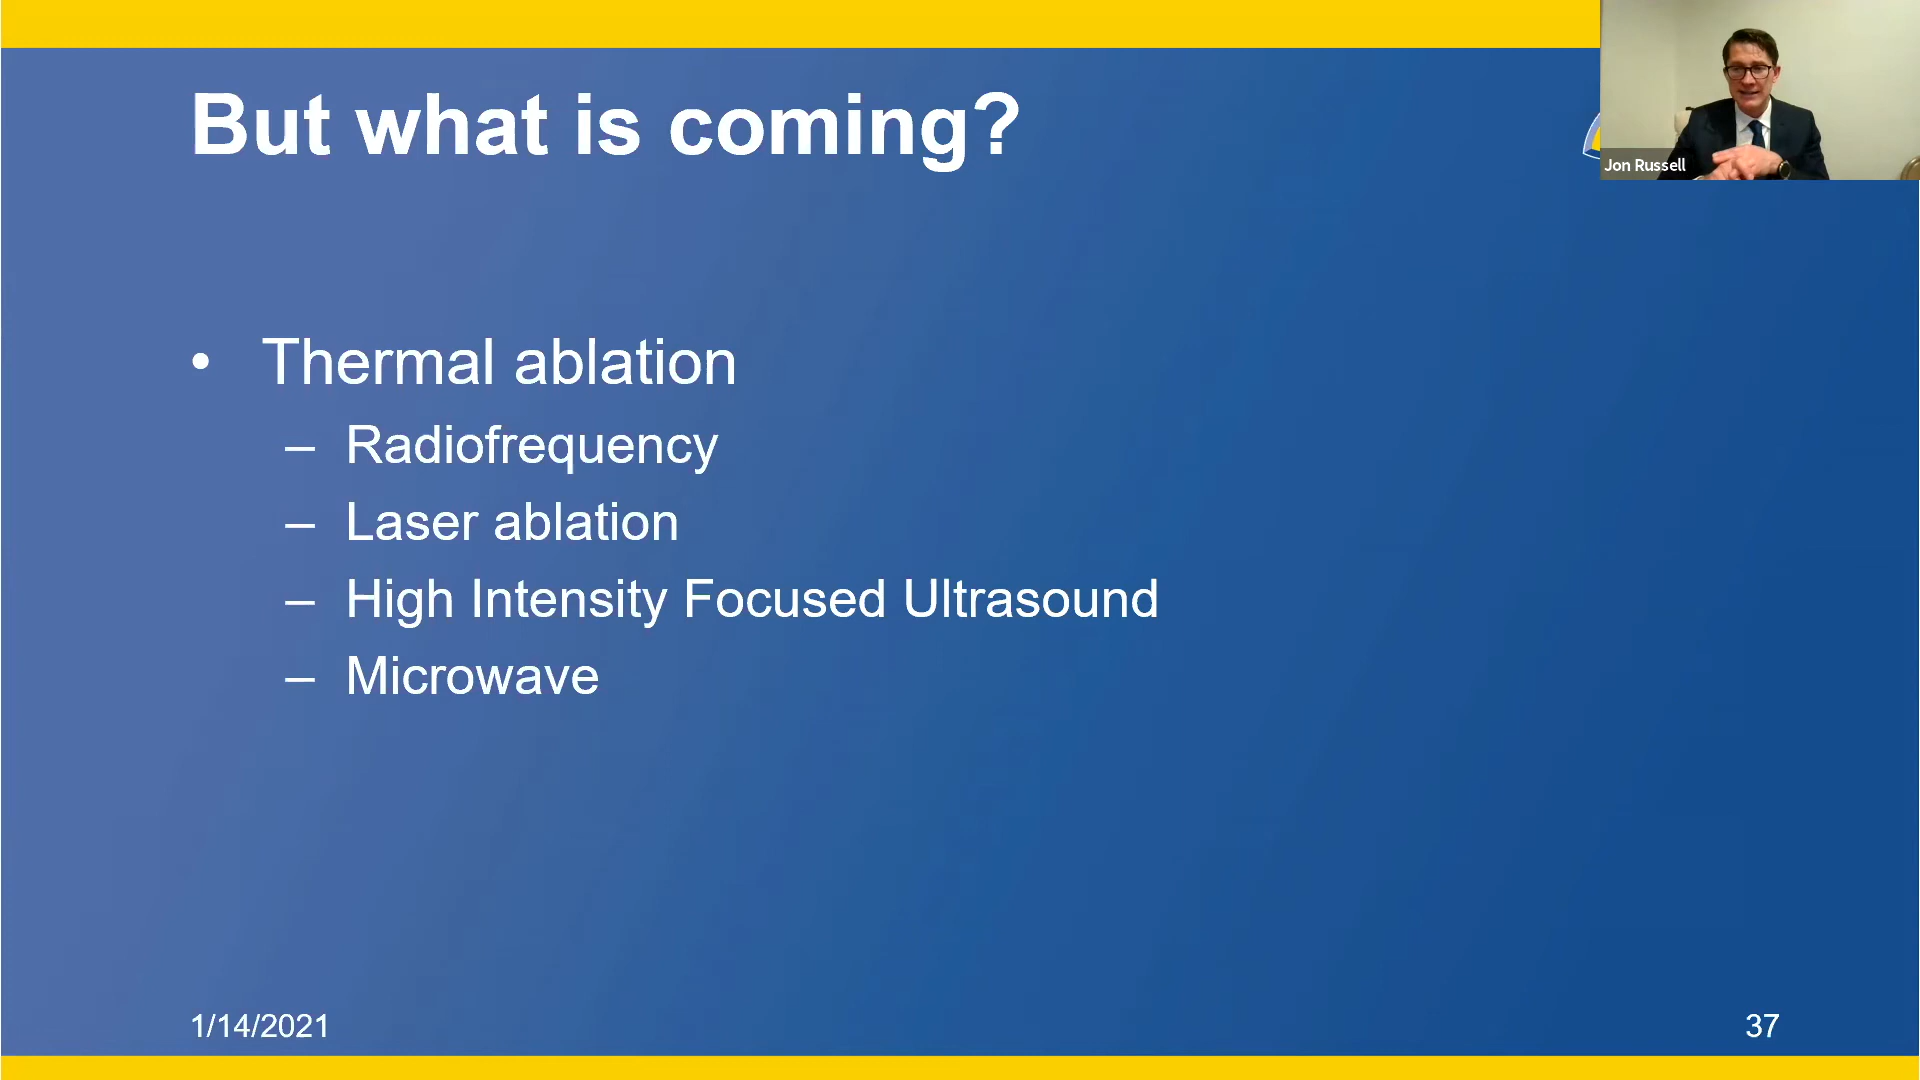 But what is coming?
Jon Russell
• Thermal ablation
– Radiofrequency
– Laser ablation
– High Intensity Focused Ultrasound
– Microwave
1/14/2021
37